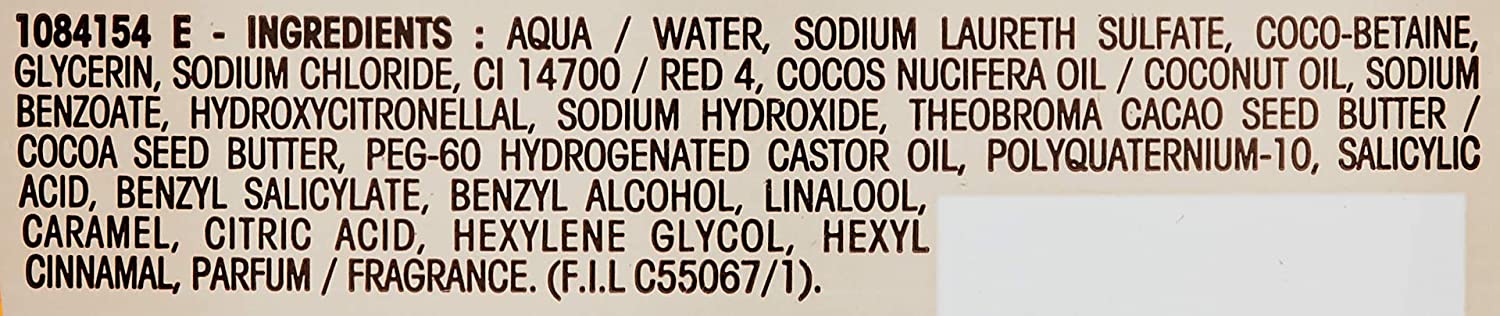 1084154 E - INGREDIENTS : AQUA / WATER, SODIUM LAURETH SULFATE, COCO-BETAINE,
GLYCERIN, SODIUM CHLORIDE, CI 14700 / RED 4, COCOS NUCIFERA OIL / COCONUT OIL, SODIUM
BENZOATE, HYDROXYCITRONELLAL, SODIUM HYDROXIDE, THEOBROMA CACAO SEED BUTTER /
COCOA SEED BUTTER, PEG-60 HYDROGENATED CASTOR OIL, POLYQUATERNIUM-10, SALICYLIC
ACID, BENZYL SALICYLATE, BENZYL ALCOHOL, LINALOOL,
CARAMEL, CITRIC ACID, HEXYLENE GLYCOL, HEXYL
CINNAMAL, PARFUM / FRAGRANCE. (F.I.L C55067/1).